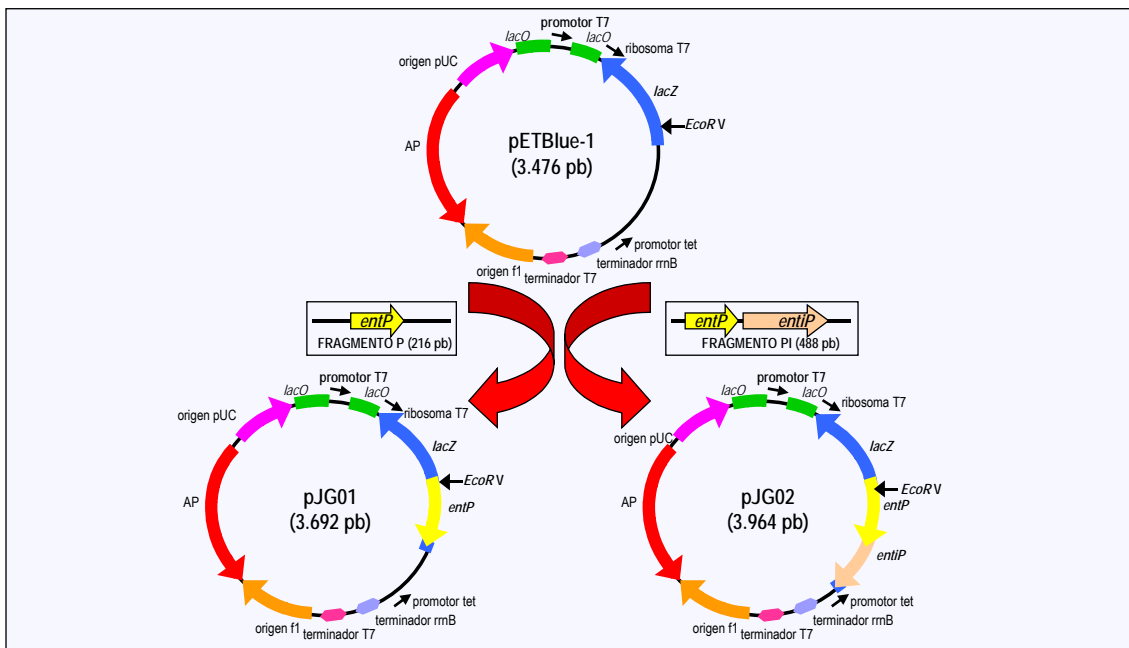 promotor T7
lacO
lacO
ribosoma T7
origen pUC
lacZ
EcoR V
AP
pETBlue-1
(3.476 pb)
promotor tet
terminador rrnB
origen f1
terminador T7
entP
FRAGMENTO P (216 pb)
entP
entiP
FRAGMENTO PI (488 pb)
promotor T7
lacO
lacO
ribosoma T7
origen pUC
lacZ
EcoR V
entP
AP
pJG01
(3.692 pb)
promotor tet
terminador rrnB
origen f1
terminador T7
promotor T7
lacO
lacO
ribosoma T7
origen pUC
lacZ
EcoR V
entP
entiP
AP
pJG02
(3.964 pb)
promotor tet
terminador rrnB
origen f1
terminador T7